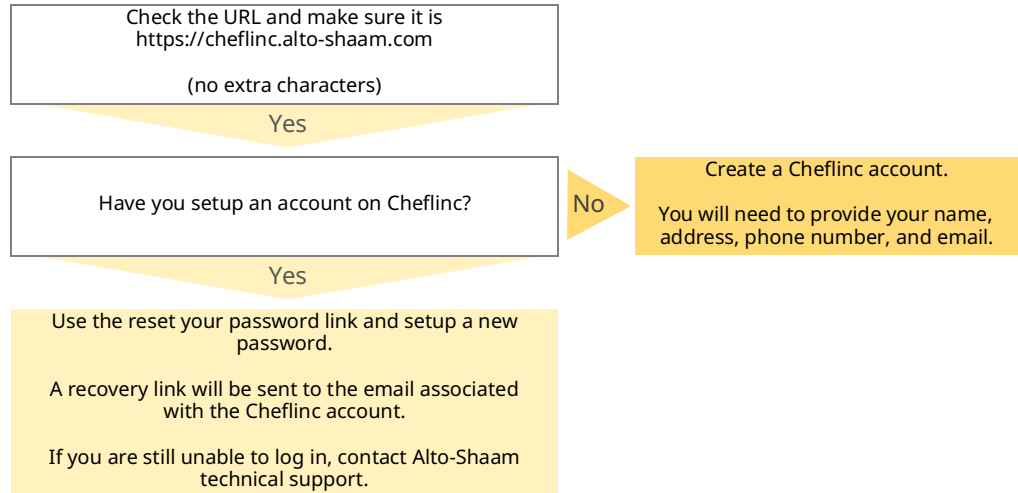 Check the URL and make sure it is
https://cheflinc.alto-shaam.com
(no extra characters)
Yes
Have you setup an account on Cheflinc?
No
Create a Cheflinc account.
You will need to provide your name,
address, phone number, and email.
Yes
Use the reset your password link and setup a new
password.
A recovery link will be sent to the email associated
with the Cheflinc account.
If you are still unable to log in, contact Alto-Shaam
technical support.